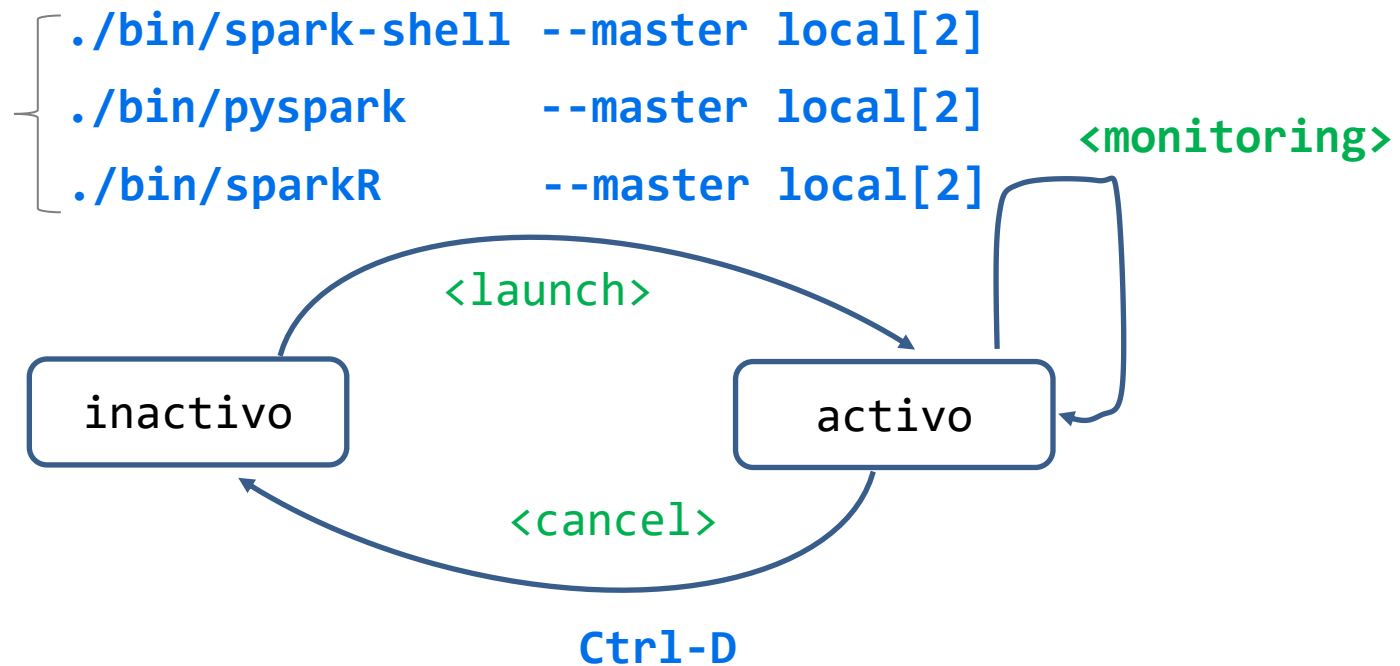 ./bin/spark-shell --master local[2]
./bin/pyspark     --master local[2]
./bin/sparkR      --master local[2]
<monitoring>
<launch>
inactivo
activo
<cancel>
Ctrl-D